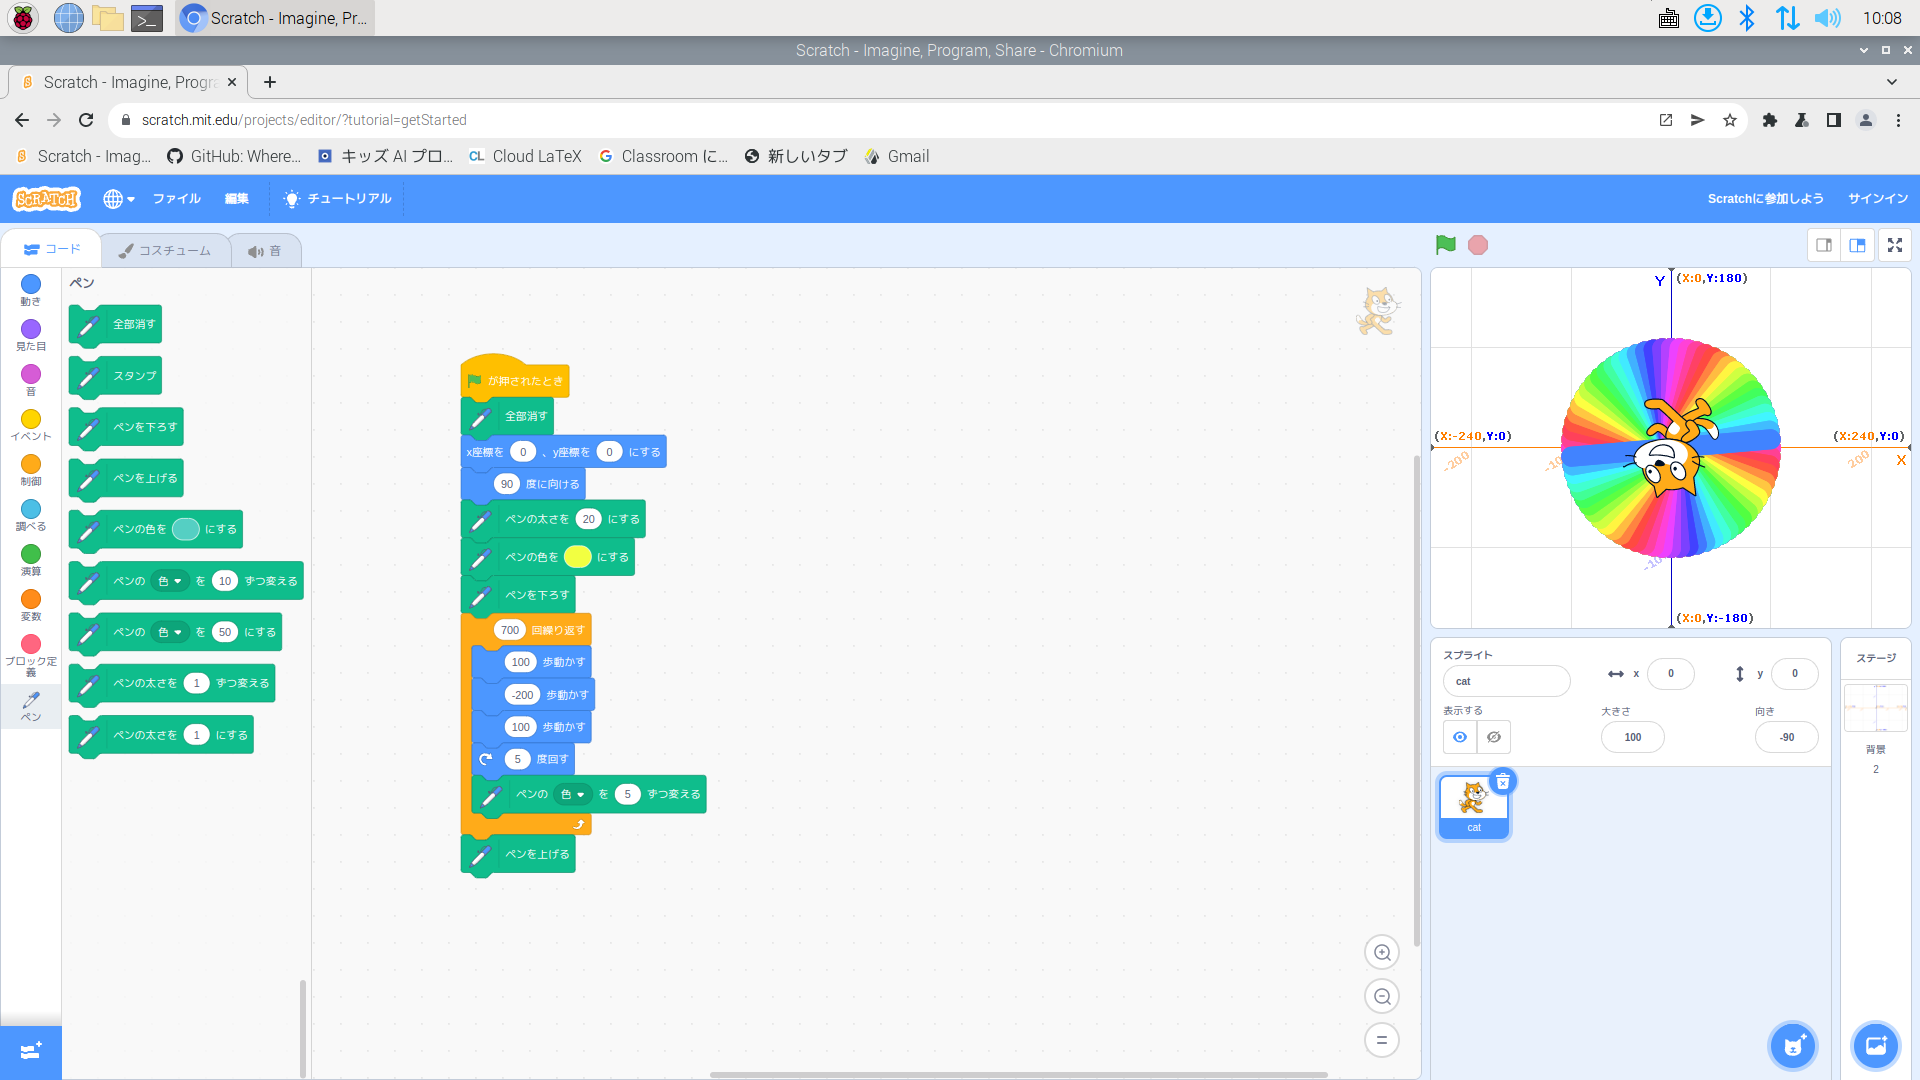 Scratch - Imagine, Pr...
10:08
Scratch - Imagine, Program, Share - Chromium
Scratch - Imagine, Progra
scratch.mit.edu/projects/editor/?tutorial=getStarted
Scratch - Imag...
GitHub: Where...
キッズ AI プロ...
CL Cloud LaTeX
Classroom に...
新しいタブ
Gmail
SCRATCH
ファイル
編集
チュートリアル
Scratchに参加しよう
サインイン
コード
コスチューム
音
動き
見た目
音
イベント
制御
調べる
演算
変数
ブロック定
義
ペン
ペン
全部消す
スタンプ
ペンを下ろす
ペンを上げる
ペンの色を にする
ペンの 色 を 10 ずつ変える
ペンの 色 を 50 にする
ペンの太さを 1 ずつ変える
ペンの太さを 1 にする
が押されたとき
全部消す
x座標を 0 、y座標を 0 にする
90 度に向ける
ペンの太さを 20 にする
ペンの色を にする
ペンを下ろす
700 回繰り返す
100 歩動かす
-200 歩動かす
100 歩動かす
5 度回す
ペンの 色 を 5 ずつ変える
ペンを上げる
Y (X:0,Y:180)
(X:-240,Y:0)
(X:240,Y:0)
-200
-10
200
X
-10
(X:0,Y:-180)
スプライト
cat
x 0
y 0
表示する
大きさ
100
向き
-90
cat
ステージ
背景
2